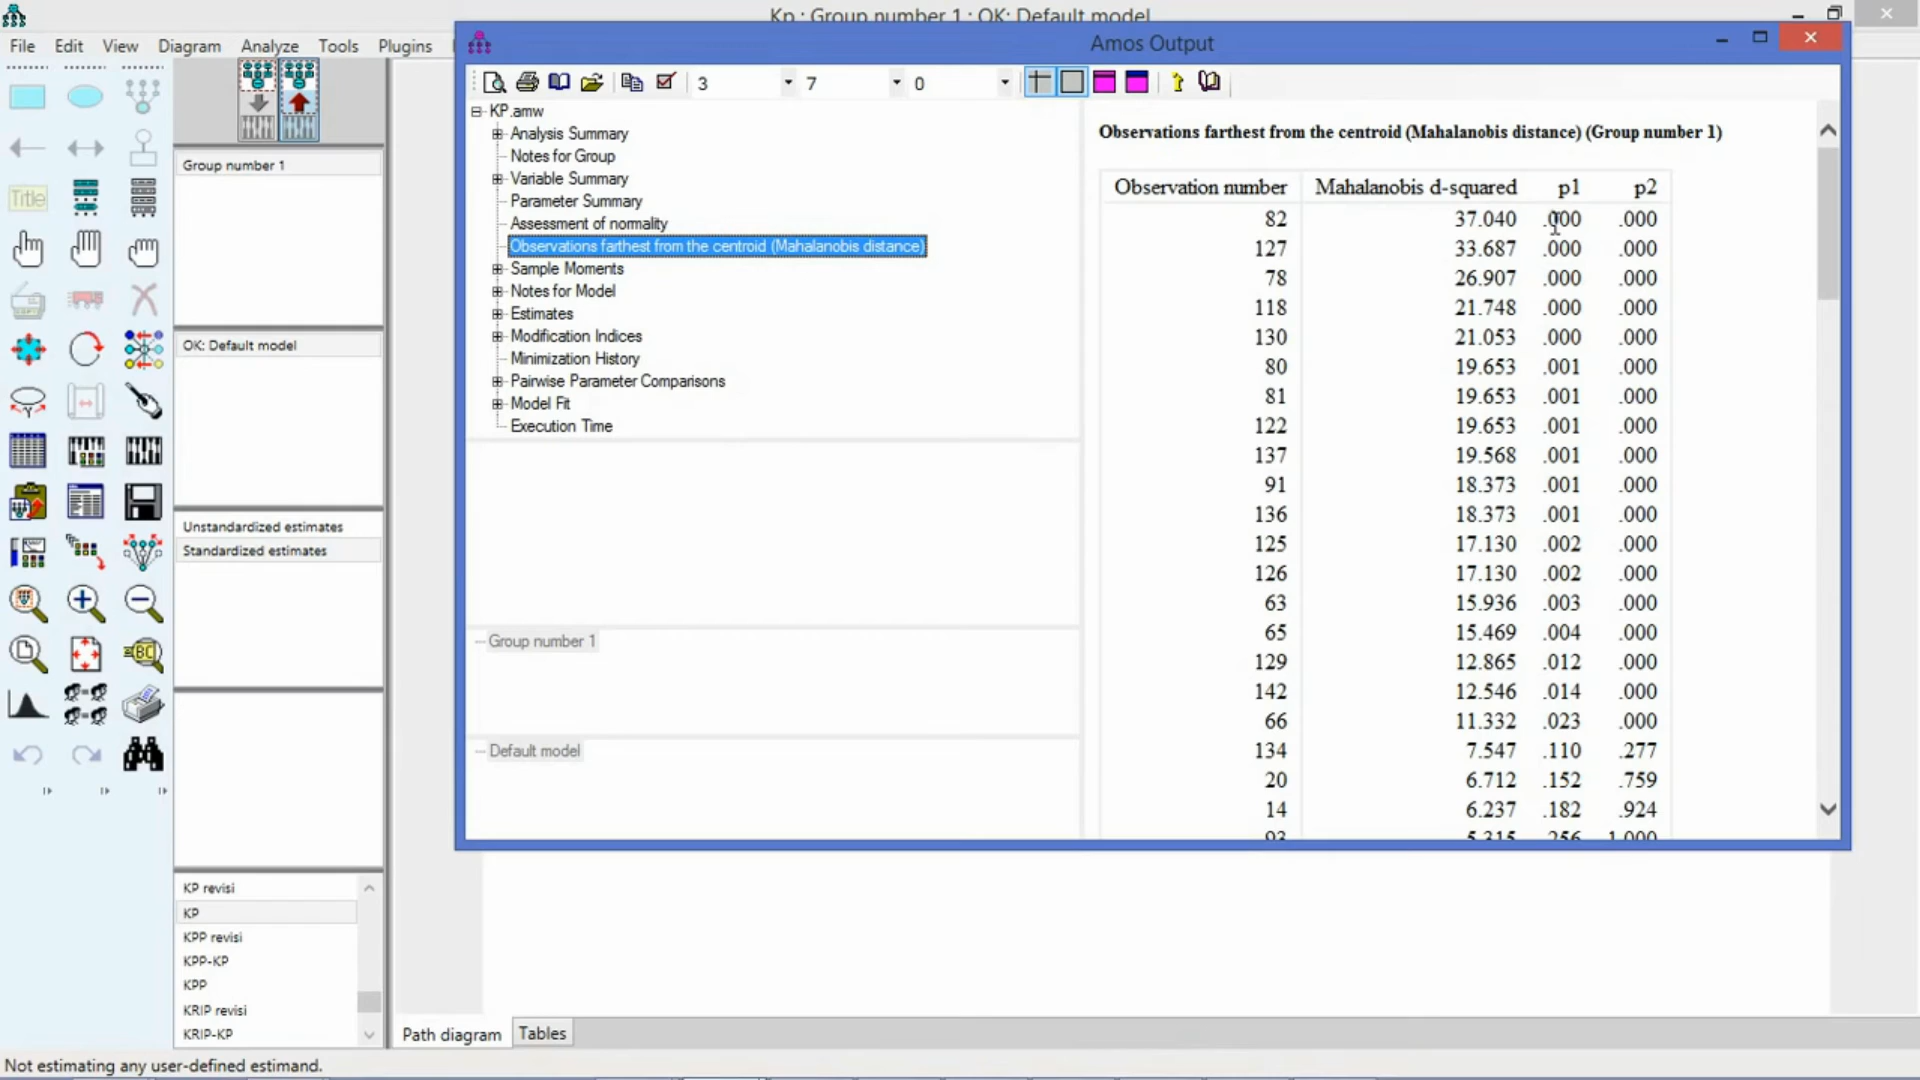 Kp : Group number 1 : OK: Default model
File Edit View Diagram Analyze Tools Plugins
Amos Output
3 7 0
Group number 1
OK: Default model
Unstandardized estimates
Standardized estimates
KP revisi
KP
KPP revisi
KPP-KP
KPP
KRIP revisi
KRIP-KP
Title
KP.amw
Analysis Summary
Notes for Group
Variable Summary
Parameter Summary
Assessment of normality
Observations farthest from the centroid (Mahalanobis distance)
Sample Moments
Notes for Model
Estimates
Modification Indices
Minimization History
Pairwise Parameter Comparisons
Model Fit
Execution Time
Group number 1
Default model
Observations farthest from the centroid (Mahalanobis distance) (Group number 1)
Observation number Mahalanobis d-squared p1 p2
82 37.040 .000 .000
127 33.687 .000 .000
78 26.907 .000 .000
118 21.748 .000 .000
130 21.053 .000 .000
80 19.653 .001 .000
81 19.653 .001 .000
122 19.653 .001 .000
137 19.568 .001 .000
91 18.373 .001 .000
136 18.373 .001 .000
125 17.130 .002 .000
126 17.130 .002 .000
63 15.936 .003 .000
65 15.469 .004 .000
129 12.865 .012 .000
142 12.546 .014 .000
66 11.332 .023 .000
134 7.547 .110 .277
20 6.712 .152 .759
14 6.237 .182 .924
93 5.315 .256 1.000
Path diagram Tables
Not estimating any user-defined estimand.